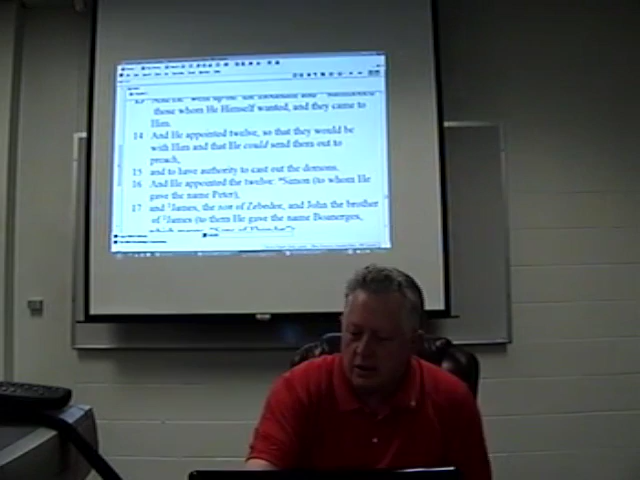 those whom He Himself wanted, and they came to
Him.
14 And He appointed twelve, so that they would be
with Him and that He could send them out to
preach,
15 and to have authority to cast out the demons.
16 And He appointed the twelve: Simon (to whom He
gave the name Peter),
17 and James, the son of Zebedee, and John the brother
of James (to them He gave the name Boanerges,